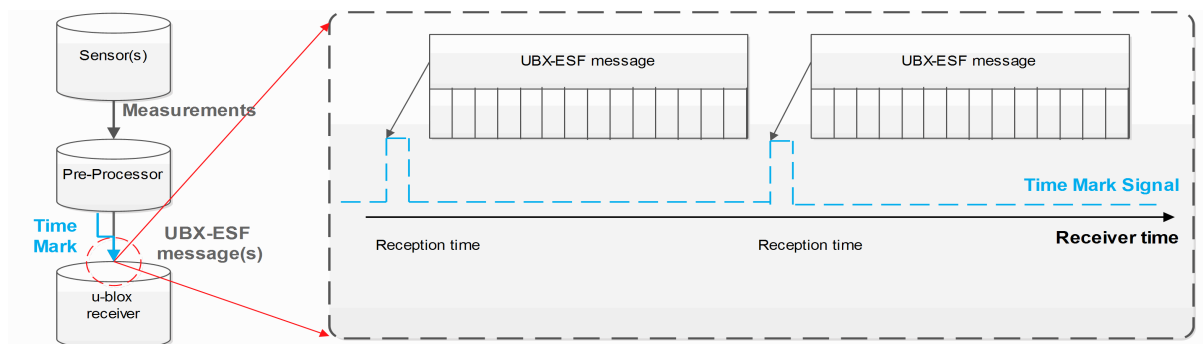 Sensor(s)
Measurements
Pre-Processor
Time
Mark
UBX-ESF
message(s)
u-blox
receiver
UBX-ESF message
UBX-ESF message
Time Mark Signal
Reception time
Reception time
Receiver time